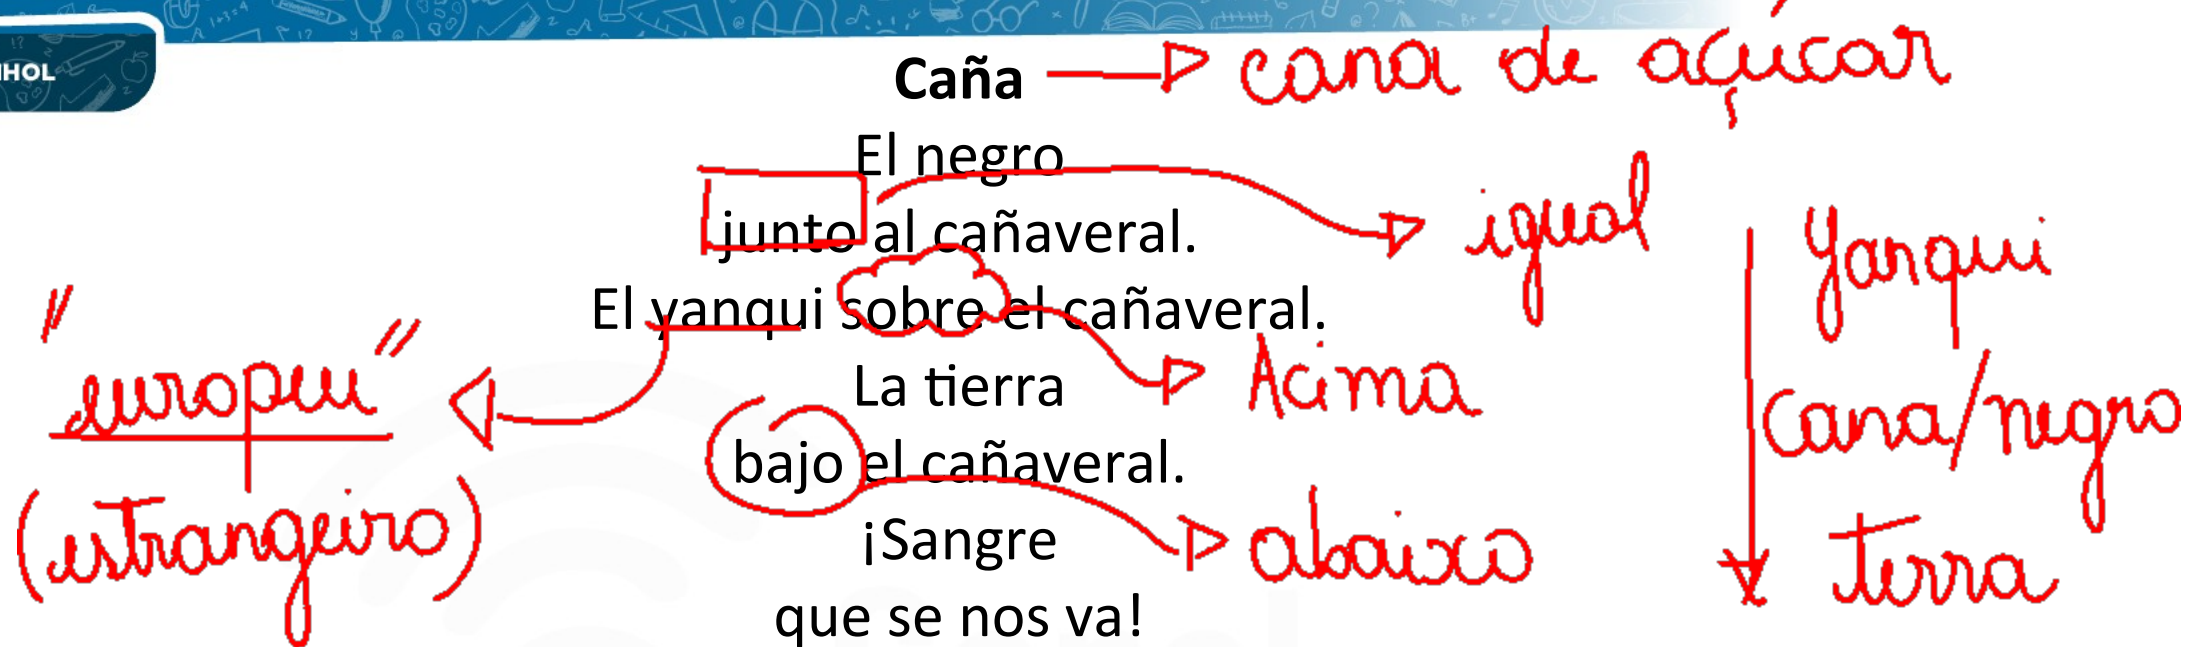 NHOL
Caña
cana de açúcar
El negro
junto al cañaveral.
igual
El yanqui sobre el cañaveral.
Yanqui
"europeu"
La tierra
Acima
cana/negro
bajo el cañaveral.
(estrangeiro)
¡Sangre
abaixo
terra
que se nos va!